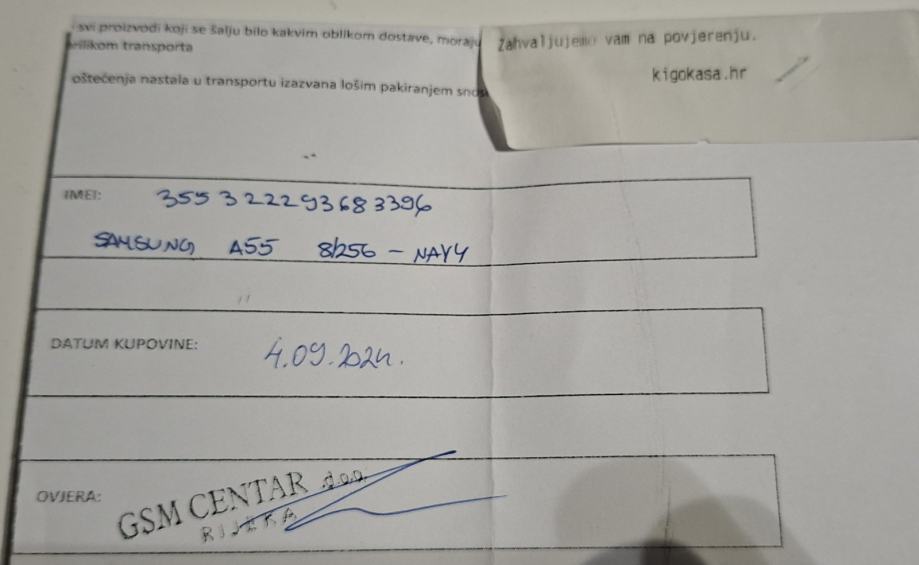 svi proizvodi koji se šalju bilo kakvim oblikom dostave, moraju
prilikom transporta
oštećenja nastala u transportu izazvana lošim pakiranjem
Zahvaljujemo vam na povjerenju.
kigokasa.hr
IMEI: 355322293683396
SAMSUNG A55 8/256 - NAVY
DATUM KUPOVINE: 4.09.2024.
OVJERA:
GSM CENTAR d.o.o.
RIJEKA